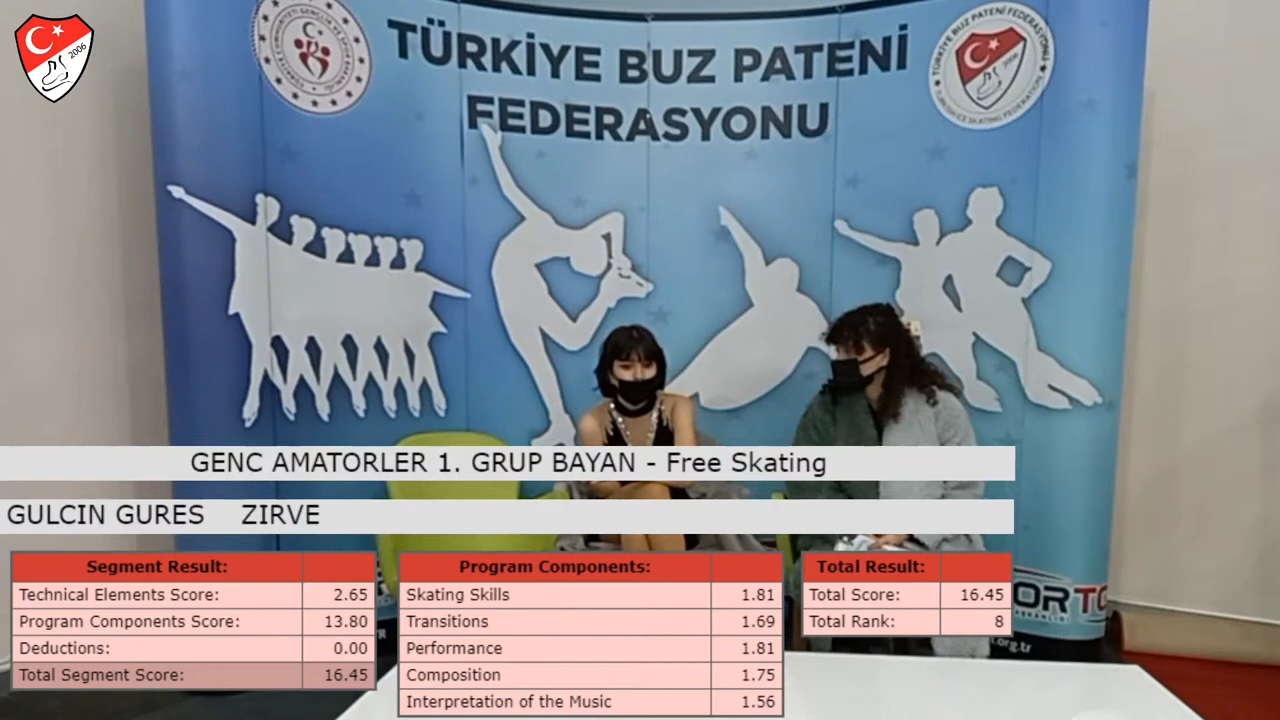 2006
TÜRKİYE BUZ PATENİ
FEDERASYONU
GENC AMATORLER 1. GRUP BAYAN - Free Skating
GULCIN GURES ZIRVE
Segment Result:
Technical Elements Score: 2.65
Program Components Score: 13.80
Deductions: 0.00
Total Segment Score: 16.45
Program Components:
Skating Skills 1.81
Transitions 1.69
Performance 1.81
Composition 1.75
Interpretation of the Music 1.56
Total Result:
Total Score: 16.45
Total Rank: 8
.org.tr